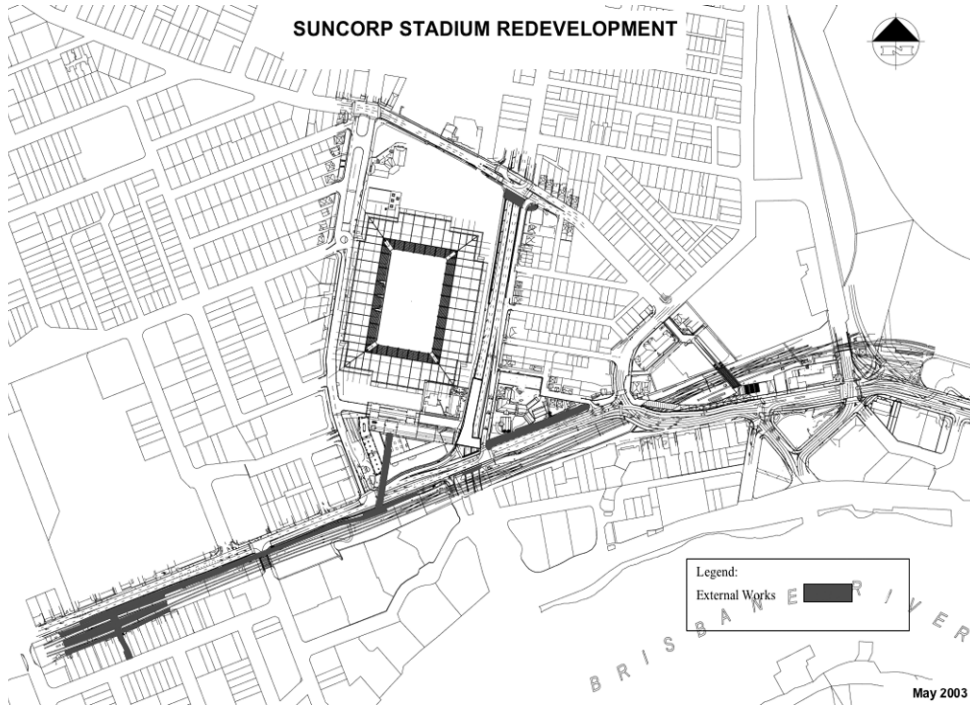 SUNCORP STADIUM REDEVELOPMENT
N
Legend:
External Works
BRISBANE RIVER
May 2003